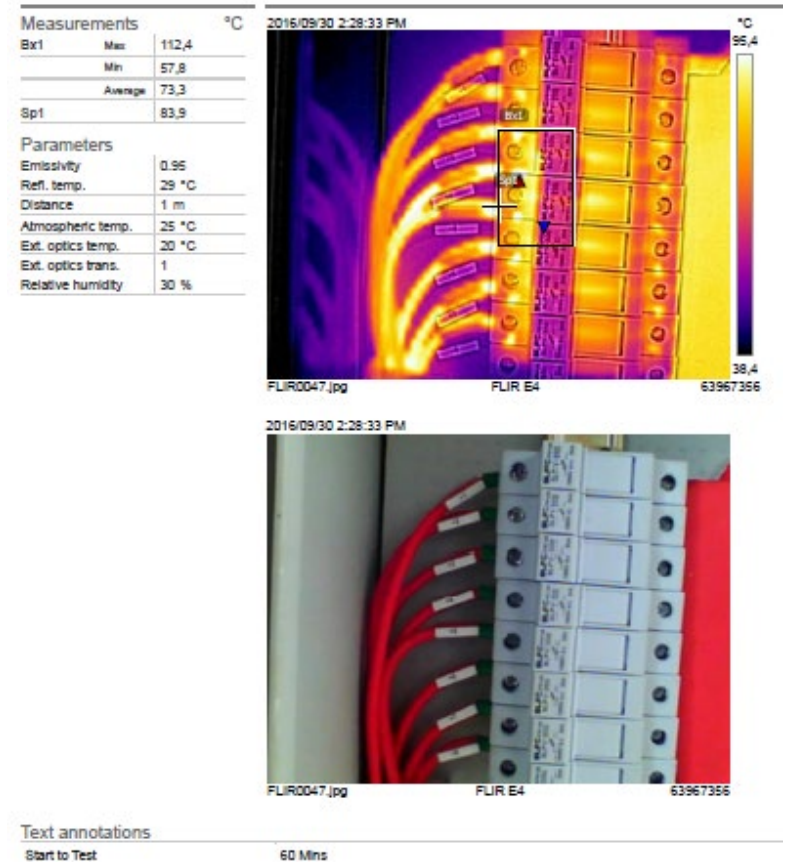 Measurements °C
Bx1 Max 112,4
Min 57,8
Average 73,3
Sp1 83,9
Parameters
Emissivity 0.95
Refl. temp. 29 °C
Distance 1 m
Atmospheric temp. 25 °C
Ext. optics temp. 20 °C
Ext. optics trans. 1
Relative humidity 30 %
2016/09/30 2:28:33 PM °C
95,4
Bx1
Sp1
38,4
FLIR0047.jpg FLIR E4 63967356
2016/09/30 2:28:33 PM
FLIR0047.jpg FLIR E4 63967356
Text annotations
Start to Test 60 Mins